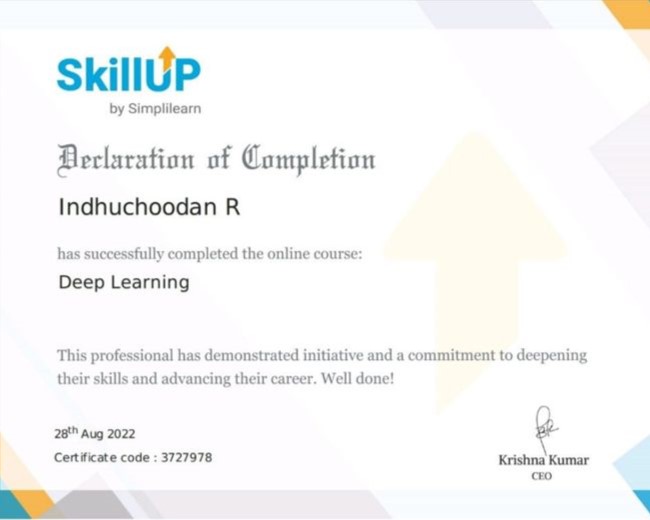 SkillUP
by Simplilearn
Declaration of Completion
Indhuchoodan R
has successfully completed the online course:
Deep Learning
This professional has demonstrated initiative and a commitment to deepening
their skills and advancing their career. Well done!
28th Aug 2022
Certificate code : 3727978
Krishna Kumar
CEO